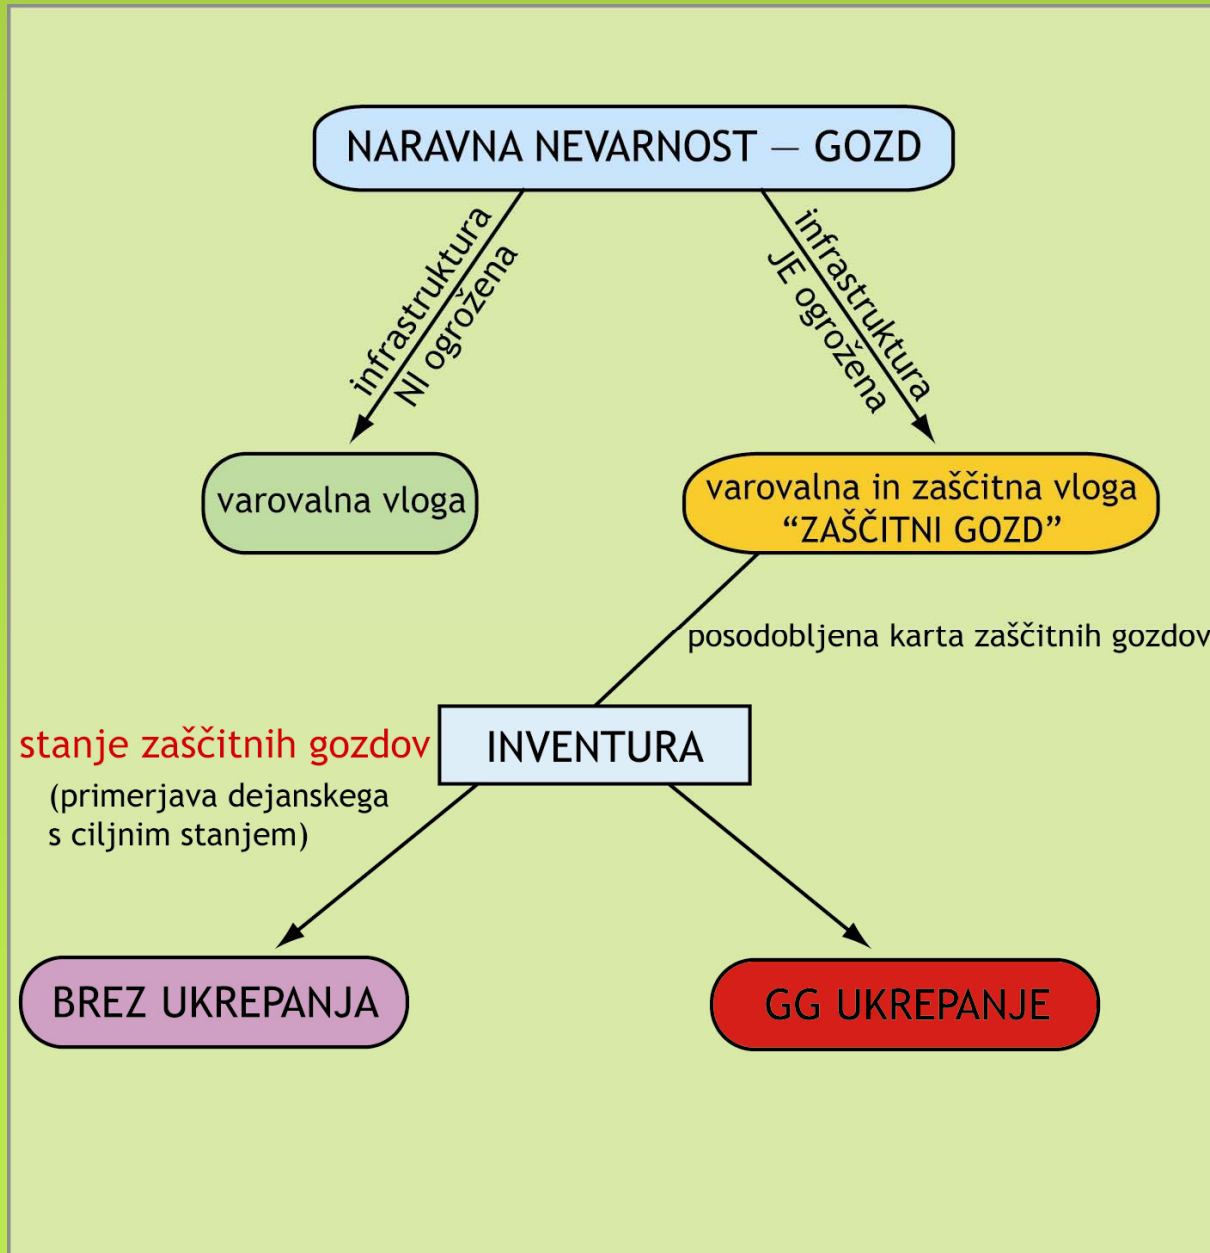 NARAVNA NEVARNOST – GOZD
infrastruktura
NI ogrožena
infrastruktura
JE ogrožena
varovalna vloga
varovalna in zaščitna vloga
“ZAŠČITNI GOZD”
posodobljena karta zaščitnih gozdov
stanje zaščitnih gozdov
INVENTURA
(primerjava dejanskega
s ciljnim stanjem)
BREZ UKREPANJA
GG UKREPANJE